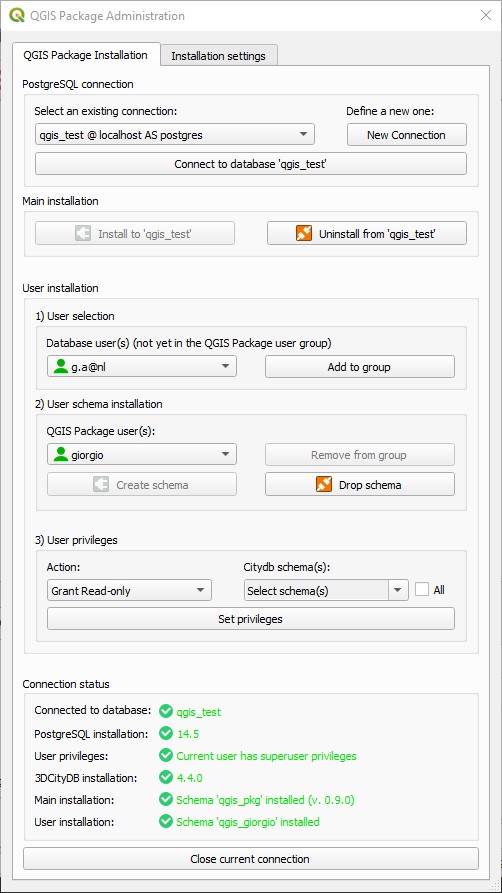 QGIS Package Administration
QGIS Package Installation
Installation settings
PostgreSQL connection
Select an existing connection:
Define a new one:
qgis_test @ localhost AS postgres
New Connection
Connect to database 'qgis_test'
Main installation
Install to 'qgis_test'
Uninstall from 'qgis_test'
User installation
1) User selection
Database user(s) (not yet in the QGIS Package user group)
g.a@nl
Add to group
2) User schema installation
QGIS Package user(s):
giorgio
Remove from group
Create schema
Drop schema
3) User privileges
Action:
Citydb schema(s):
Grant Read-only
Select schema(s)
All
Set privileges
Connection status
Connected to database:
qgis_test
PostgreSQL installation:
14.5
User privileges:
Current user has superuser privileges
3DCityDB installation:
4.4.0
Main installation:
Schema 'qgis_pkg' installed (v. 0.9.0)
User installation:
Schema 'qgis_giorgio' installed
Close current connection